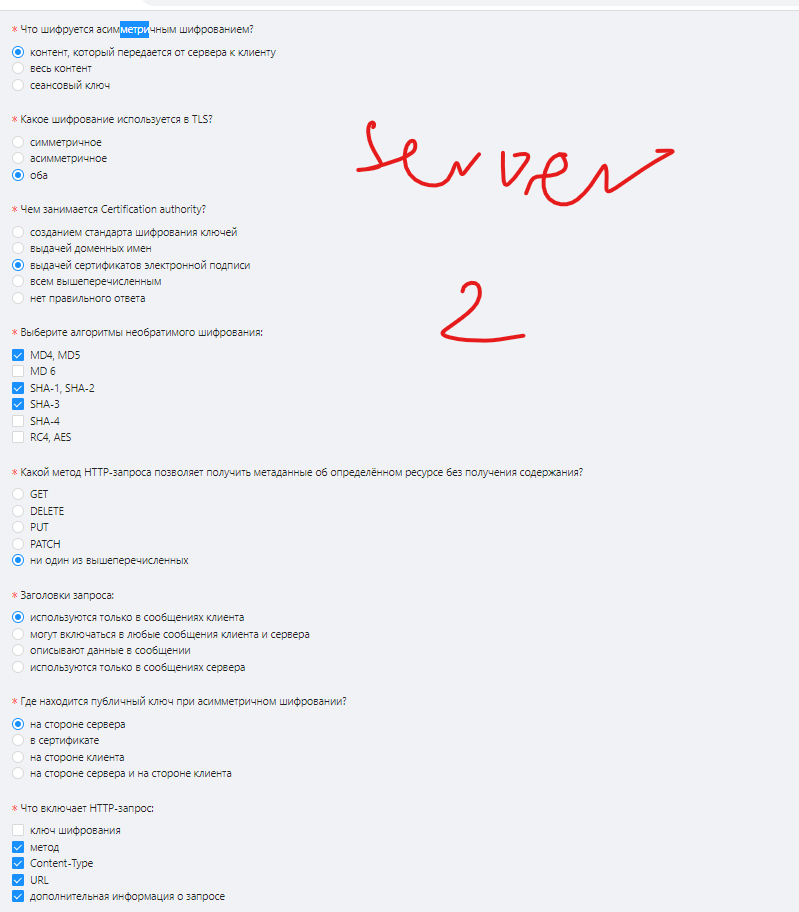 * Что шифруется асимметричным шифрованием?
контент, который передается от сервера к клиенту
весь контент
сеансовый ключ
* Какое шифрование используется в TLS?
симметричное
асимметричное
оба
server
* Чем занимается Certification authority?
созданием стандарта шифрования ключей
выдачей доменных имен
выдачей сертификатов электронной подписи
всем вышеперечисленным
нет правильного ответа
2
* Выберите алгоритмы необратимого шифрования:
MD4, MD5
MD 6
SHA-1, SHA-2
SHA-3
SHA-4
RC4, AES
* Какой метод HTTP-запроса позволяет получить метаданные об определённом ресурсе без получения содержания?
GET
DELETE
PUT
PATCH
ни один из вышеперечисленных
* Заголовки запроса:
используются только в сообщениях клиента
могут включаться в любые сообщения клиента и сервера
описывают данные в сообщении
используются только в сообщениях сервера
* Где находится публичный ключ при асимметричном шифровании?
на стороне сервера
в сертификате
на стороне клиента
на стороне сервера и на стороне клиента
* Что включает HTTP-запрос:
ключ шифрования
метод
Content-Type
URL
дополнительная информация о запросе